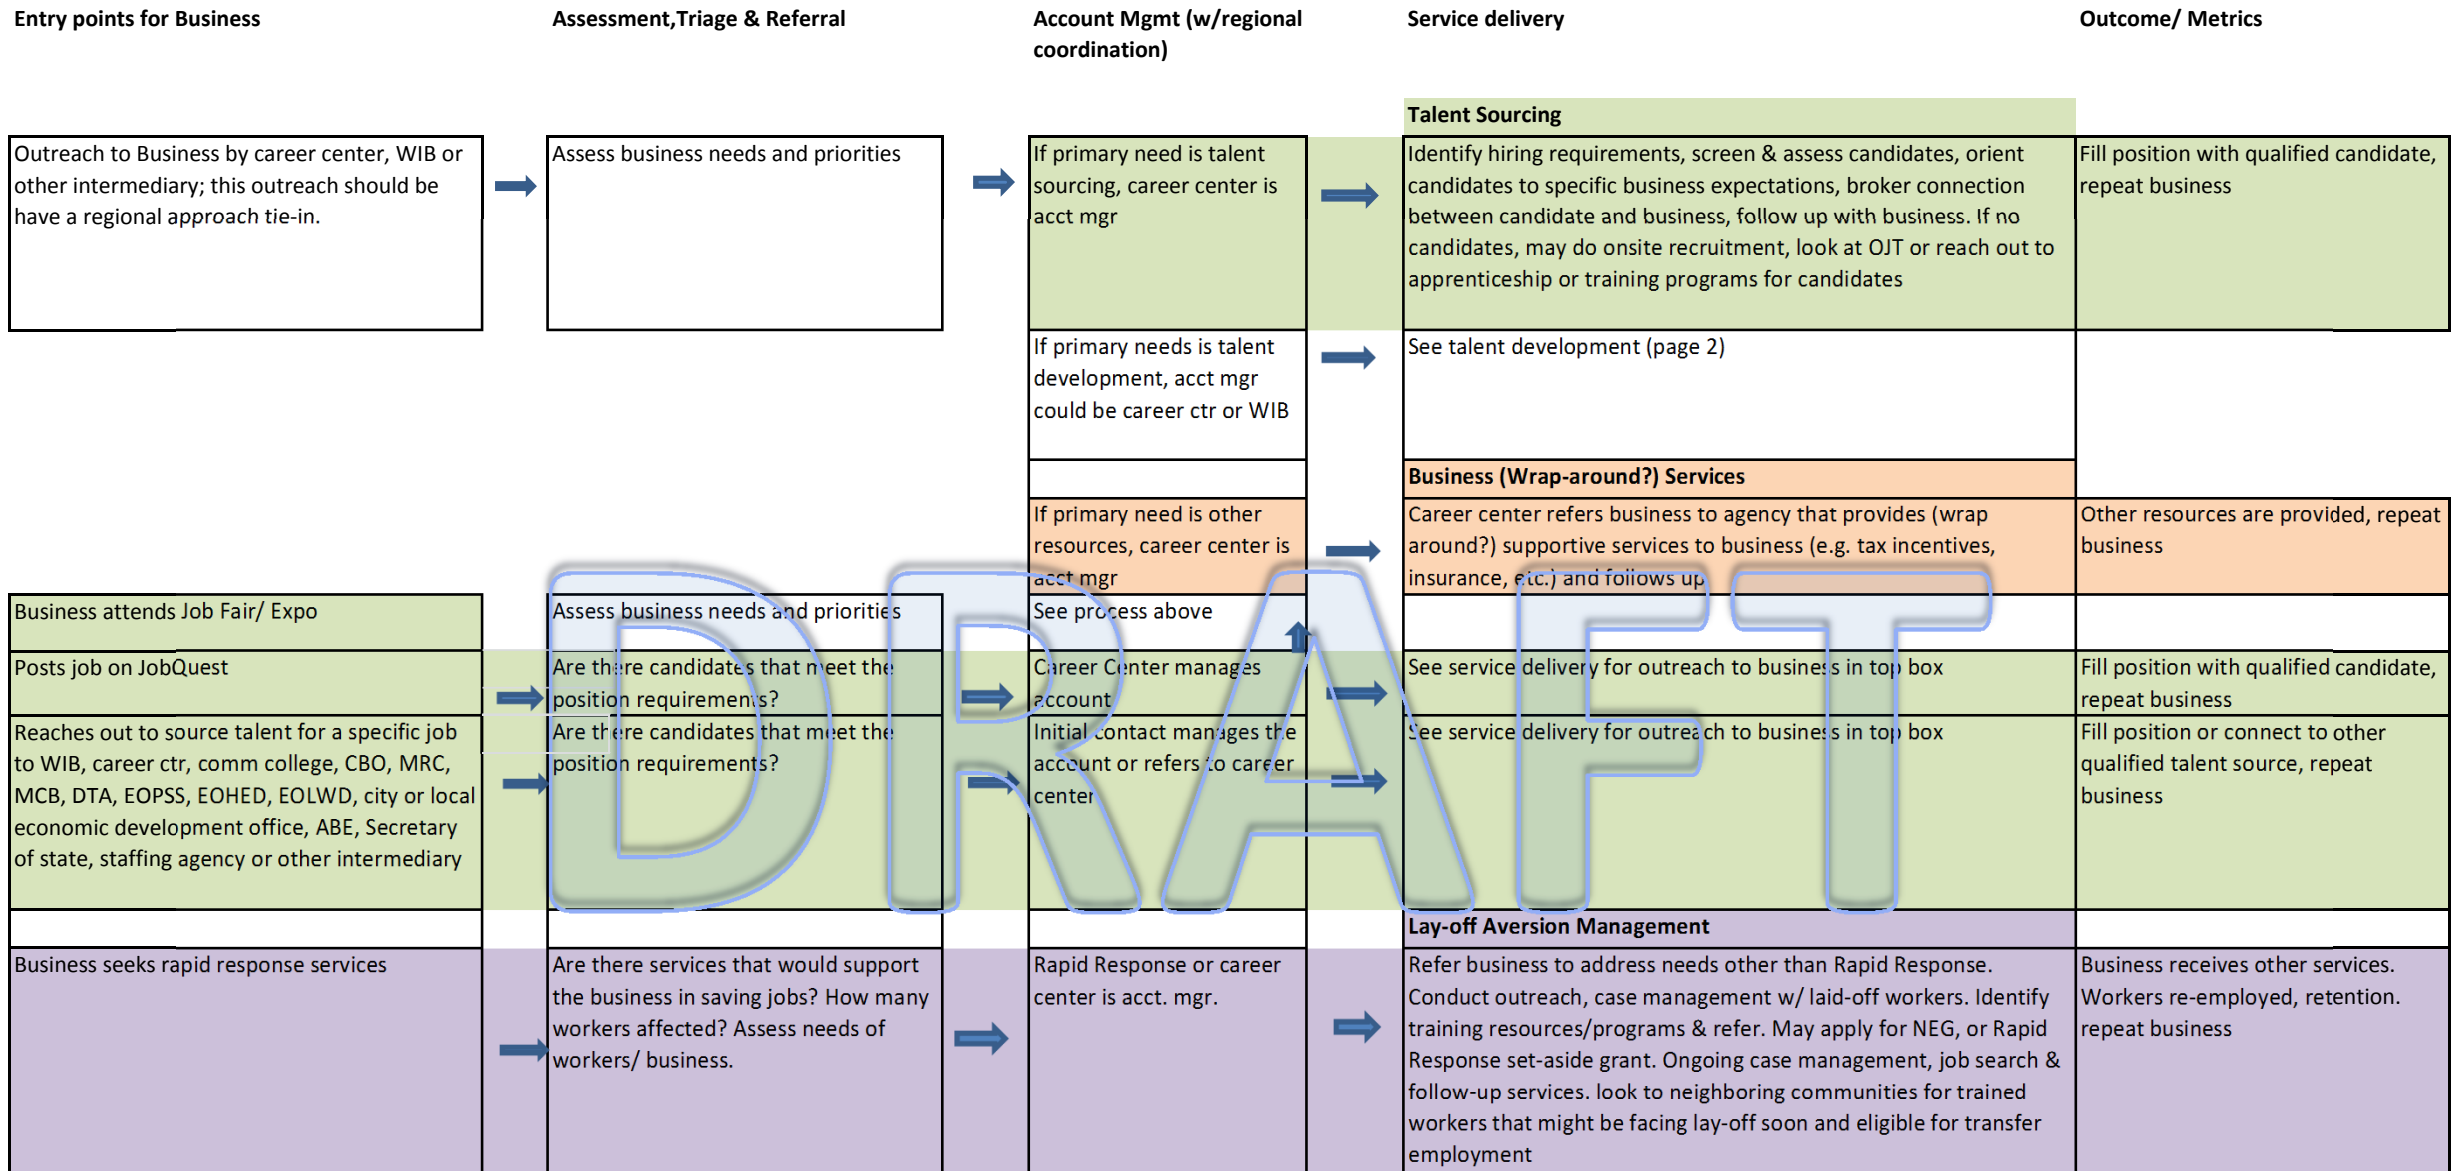 Entry points for Business
Assessment,Triage & Referral
Account Mgmt (w/regional
coordination)
Service delivery
Outcome/ Metrics
Talent Sourcing
Outreach to Business by career center, WIB or
other intermediary; this outreach should be
have a regional approach tie-in.
Assess business needs and priorities
If primary need is talent
sourcing, career center is
acct mgr
Identify hiring requirements, screen & assess candidates, orient
candidates to specific business expectations, broker connection
between candidate and business, follow up with business. If no
candidates, may do onsite recruitment, look at OJT or reach out to
apprenticeship or training programs for candidates
Fill position with qualified candidate,
repeat business
If primary needs is talent
development, acct mgr
could be career ctr or WIB
See talent development (page 2)
Business (Wrap-around?) Services
If primary need is other
resources, career center is
acct mgr
Career center refers business to agency that provides (wrap
around?) supportive services to business (e.g. tax incentives,
insurance, etc.) and follows up
Other resources are provided, repeat
business
Business attends Job Fair/ Expo
Assess business needs and priorities
See process above
Posts job on JobQuest
Are there candidates that meet the
position requirements?
Career Center manages
account
See service delivery for outreach to business in top box
Fill position with qualified candidate,
repeat business
Reaches out to source talent for a specific job
to WIB, career ctr, comm college, CBO, MRC,
MCB, DTA, EOPSS, EOHED, EOLWD, city or local
economic development office, ABE, Secretary
of state, staffing agency or other intermediary
Are there candidates that meet the
position requirements?
Initial contact manages the
account or refers to career
center
See service delivery for outreach to business in top box
Fill position or connect to other
qualified talent source, repeat
business
DRAFT
Lay-off Aversion Management
Business seeks rapid response services
Are there services that would support
the business in saving jobs? How many
workers affected? Assess needs of
workers/ business.
Rapid Response or career
center is acct. mgr.
Refer business to address needs other than Rapid Response.
Conduct outreach, case management w/ laid-off workers. Identify
training resources/programs & refer. May apply for NEG, or Rapid
Response set-aside grant. Ongoing case management, job search &
follow-up services. look to neighboring communities for trained
workers that might be facing lay-off soon and eligible for transfer
employment
Business receives other services.
Workers re-employed, retention.
repeat business